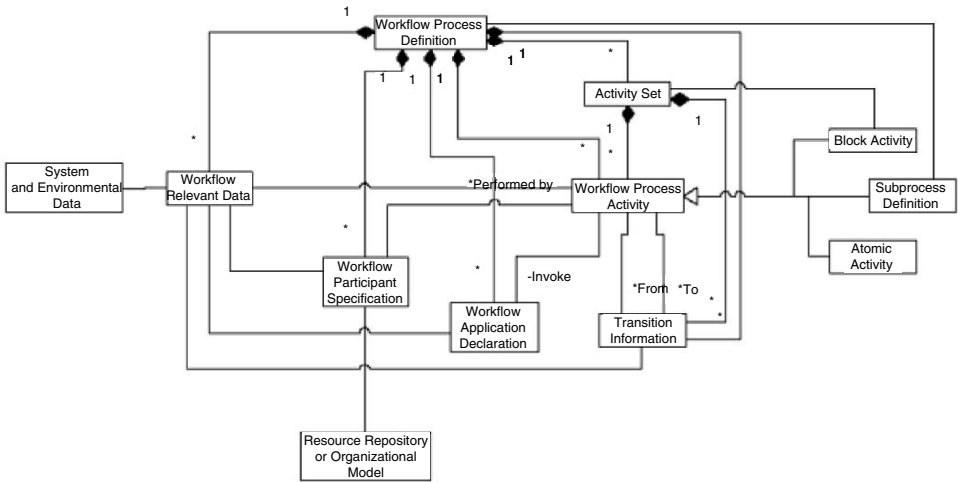 1
Workflow Process
Definition
1
1
*
1
1
1
Activity Set
1
1
*
*
*
Block Activity
System
and Environmental
Data
Workflow
Relevant Data
*Performed by
Workflow Process
Activity
Subprocess
Definition
*
Atomic
Activity
Workflow
Participant
Specification
*
-Invoke
*From
*To
*
*
Workflow
Application
Declaration
Transition
Information
Resource Repository
or Organizational
Model